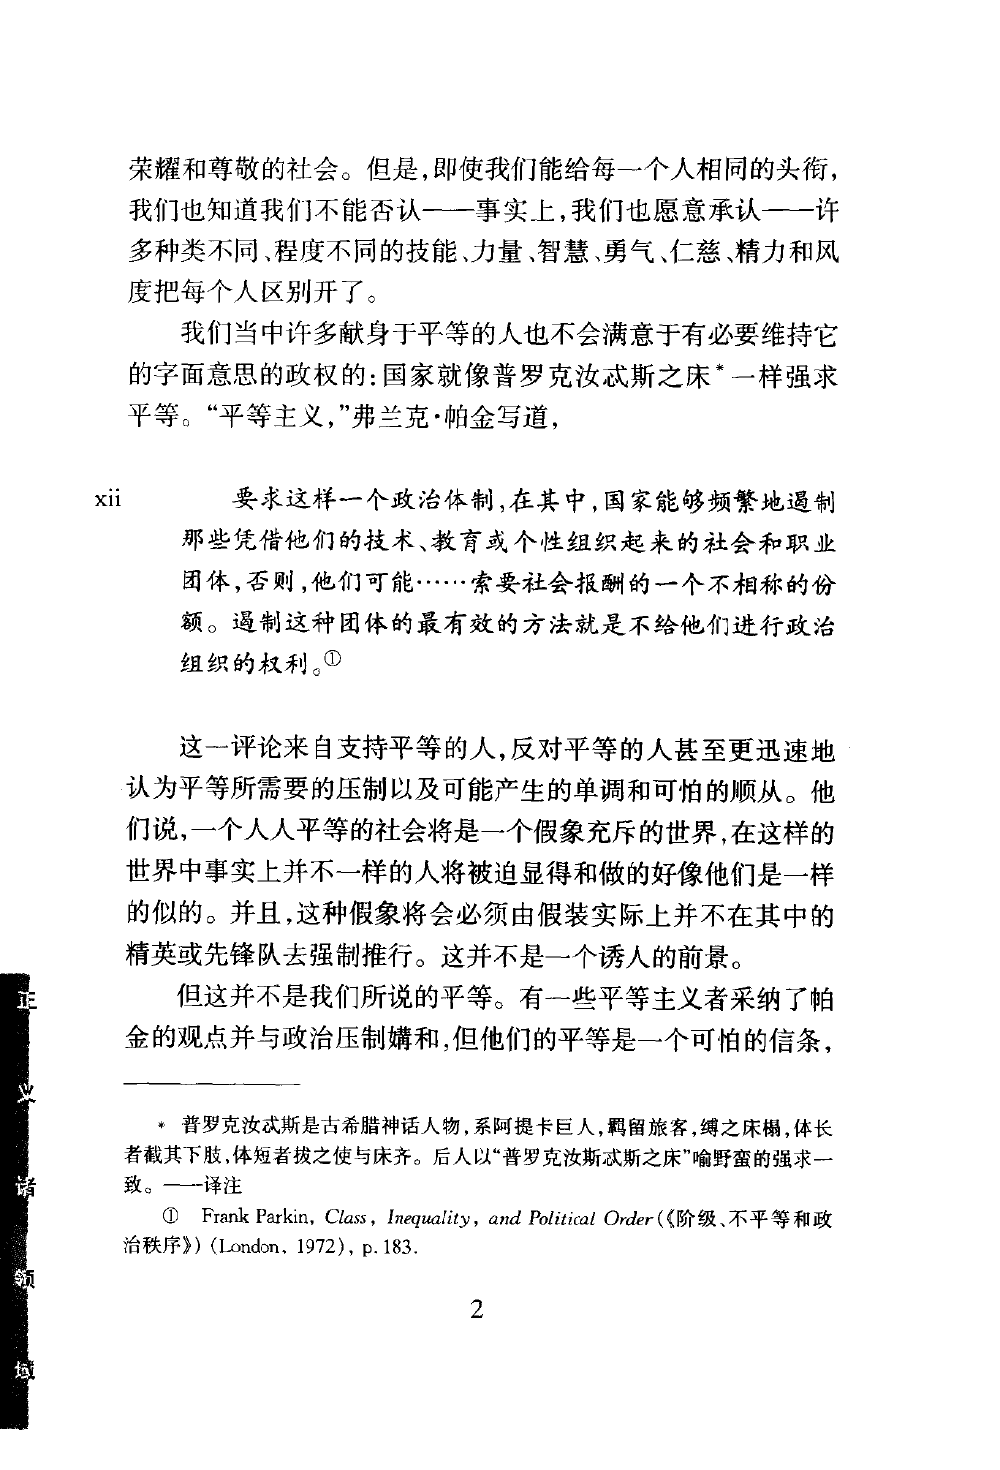 荣耀和尊敬的社会。但是,即使我们能给每一个人相同的头衔,
我们也知道我们不能否认——事实上,我们也愿意承认——许
多种类不同、程度不同的技能、力量、智慧、勇气、仁慈、精力和风
度把每个人区别开了。
我们当中许多献身于平等的人也不会满意于有必要维持它
的字面意思的政权的:国家就像普罗克汝忒斯之床*一样强求
平等。“平等主义,”弗兰克·帕金写道,
xii 要求这样一个政治体制,在其中,国家能够频繁地遏制
那些凭借他们的技术、教育或个性组织起来的社会和职业
团体,否则,他们可能……索要社会报酬的一个不相称的份
额。遏制这种团体的最有效的方法就是不给他们进行政治
组织的权利。①
这一评论来自支持平等的人,反对平等的人甚至更迅速地
认为平等所需要的压制以及可能产生的单调和可怕的顺从。他
们说,一个人人平等的社会将是一个假象充斥的世界,在这样的
世界中事实上并不一样的人将被迫显得和做的好像他们是一样
的似的。并且,这种假象将会必须由假装实际上并不在其中的
精英或先锋队去强制推行。这并不是一个诱人的前景。
但这并不是我们所说的平等。有一些平等主义者采纳了帕
金的观点并与政治压制媾和,但他们的平等是一个可怕的信条,
* 普罗克汝忒斯是古希腊神话人物,系阿提卡巨人,羁留旅客,缚之床榻,体长
者截其下肢,体短者拔之使与床齐。后人以“普罗克汝斯忒斯之床”喻野蛮的强求一
致。——译注
① Frank Parkin, Class, Inequality, and Political Order(《阶级、不平等和政
治秩序》) (London, 1972), p.183.
2
正
义
诸
领
域